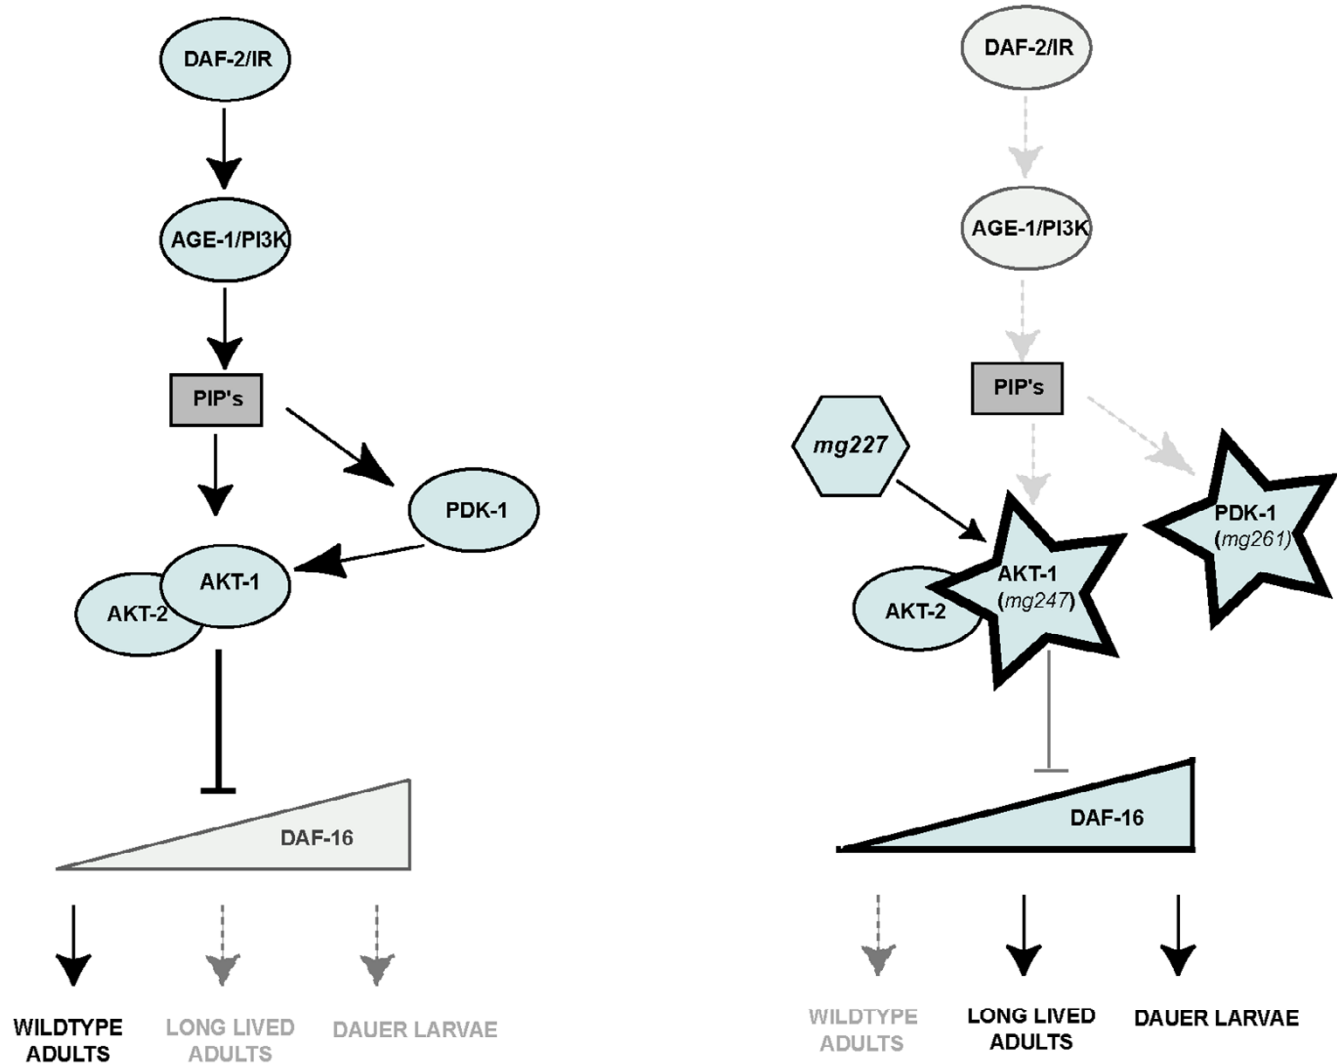 DAF-2/IR
AGE-1/PI3K
PIP's
PDK-1
AKT-1
AKT-2
DAF-16
WILDTYPE
ADULTS
LONG LIVED
ADULTS
DAUER LARVAE
DAF-2/IR
AGE-1/PI3K
PIP's
mg227
PDK-1
(mg261)
AKT-1
(mg247)
AKT-2
DAF-16
WILDTYPE
ADULTS
LONG LIVED
ADULTS
DAUER LARVAE